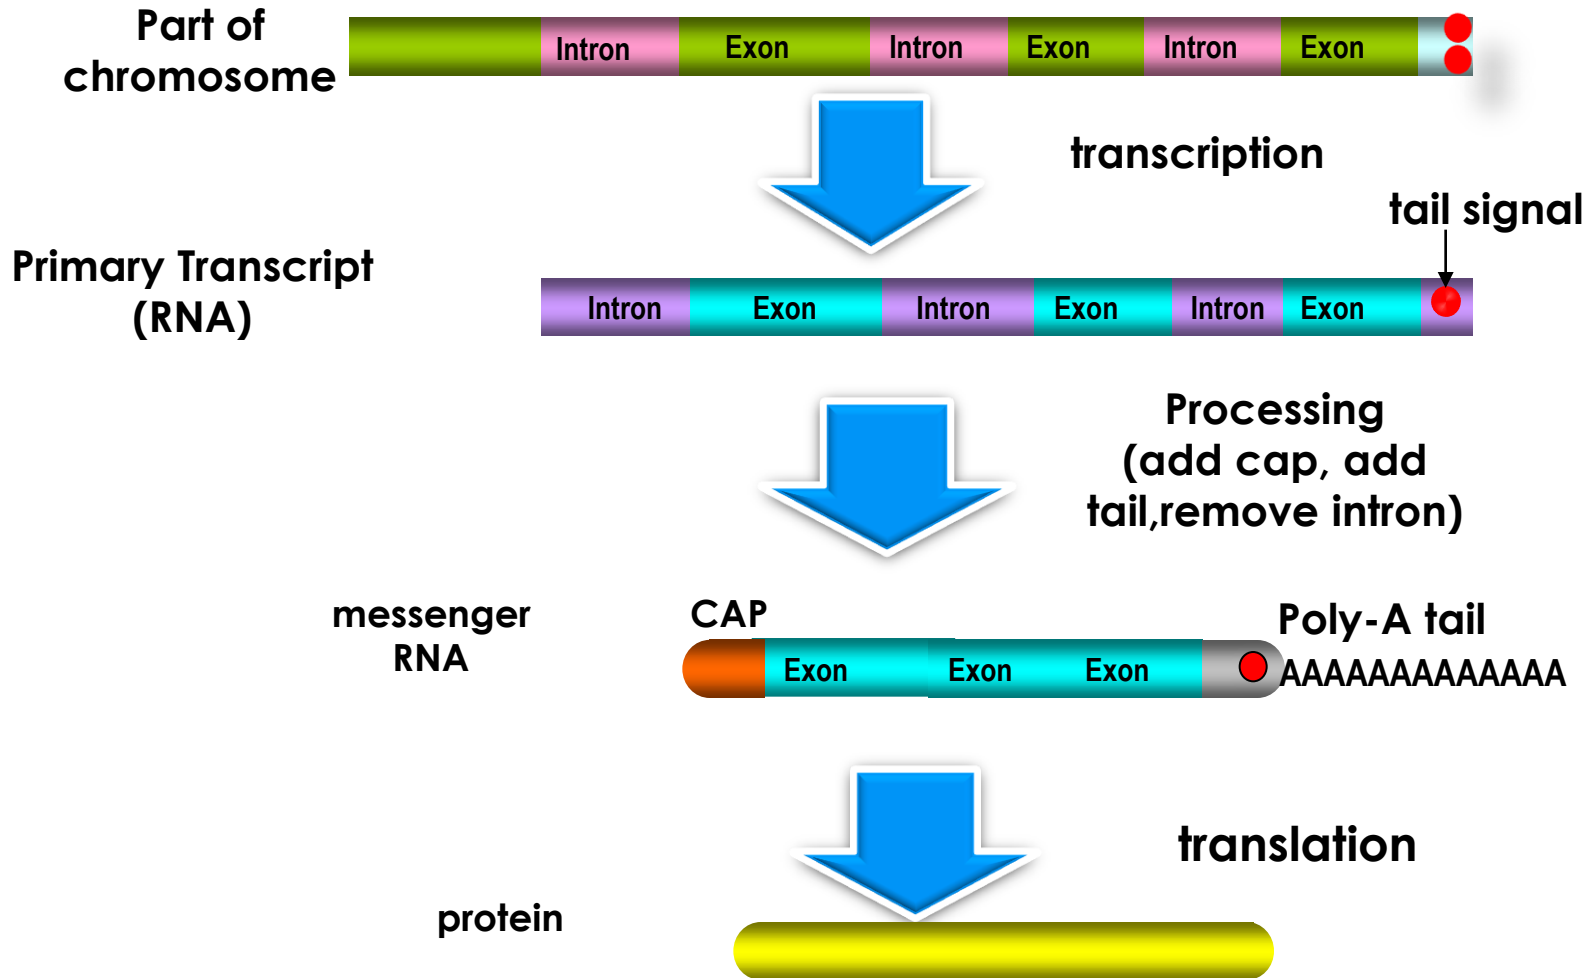 Part of
chromosome
Intron Exon Intron Exon Intron Exon
transcription
tail signal
Primary Transcript
(RNA)
Intron Exon Intron Exon Intron Exon
Processing
(add cap, add
tail,remove intron)
messenger
RNA
CAP
Poly-A tail
Exon Exon Exon
AAAAAAAAAAAAA
translation
protein